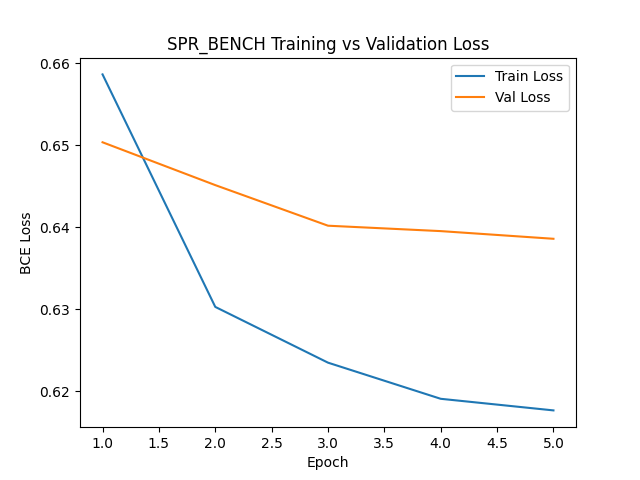 SPR_BENCH Training vs Validation Loss
Train Loss
Val Loss
BCE Loss
0.66
0.65
0.64
0.63
0.62
1.0 1.5 2.0 2.5 3.0 3.5 4.0 4.5 5.0
Epoch